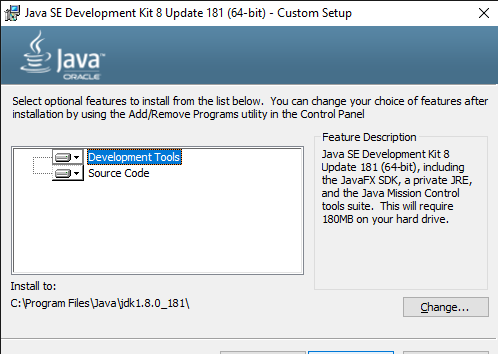 Java SE Development Kit 8 Update 181 (64-bit) - Custom Setup
Java
ORACLE
Select optional features to install from the list below.  You can change your choice of features after
installation by using the Add/Remove Programs utility in the Control Panel
Development Tools
Source Code
Feature Description
Java SE Development Kit 8
Update 181 (64-bit), including
the JavaFX SDK, a private JRE,
and the Java Mission Control
tools suite.  This will require
180MB on your hard drive.
Install to:
C:\Program Files\Java\jdk1.8.0_181\
Change...